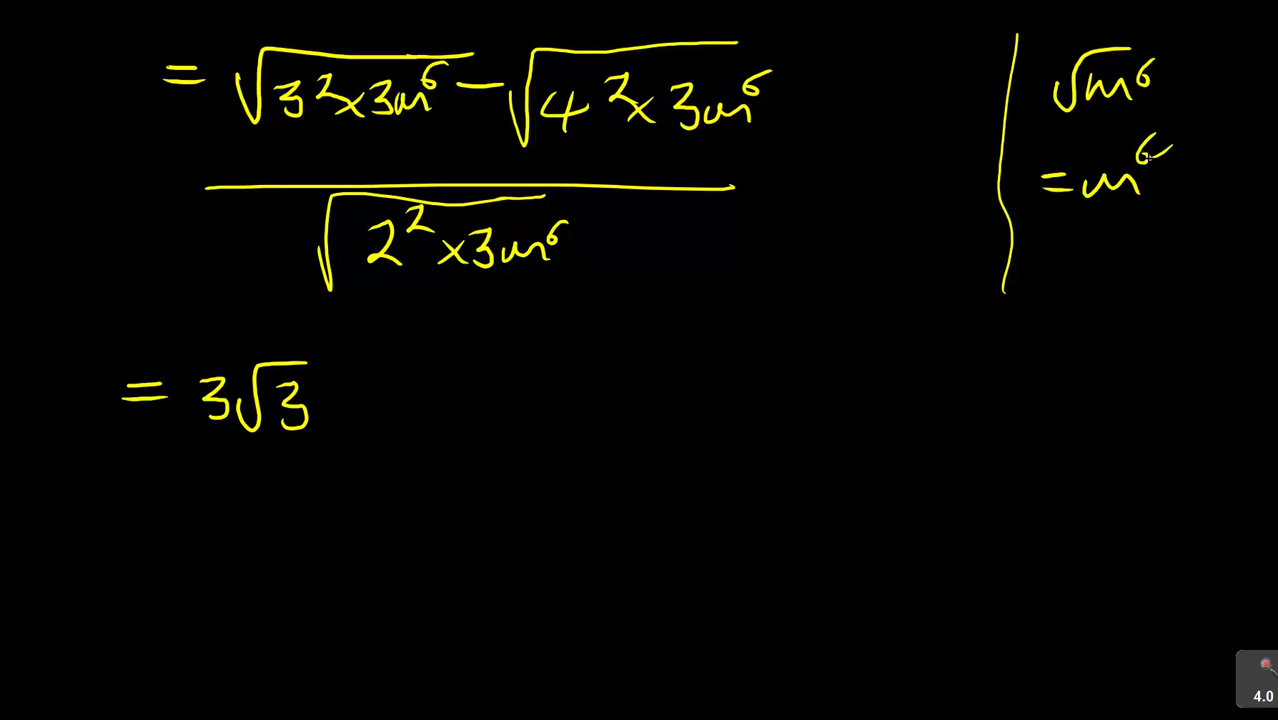 = √(3² × 3m⁶) − √(4² × 3m⁶)
√(2² × 3m⁶)
= 3√3
√m⁶
= m⁶⁄
4.0